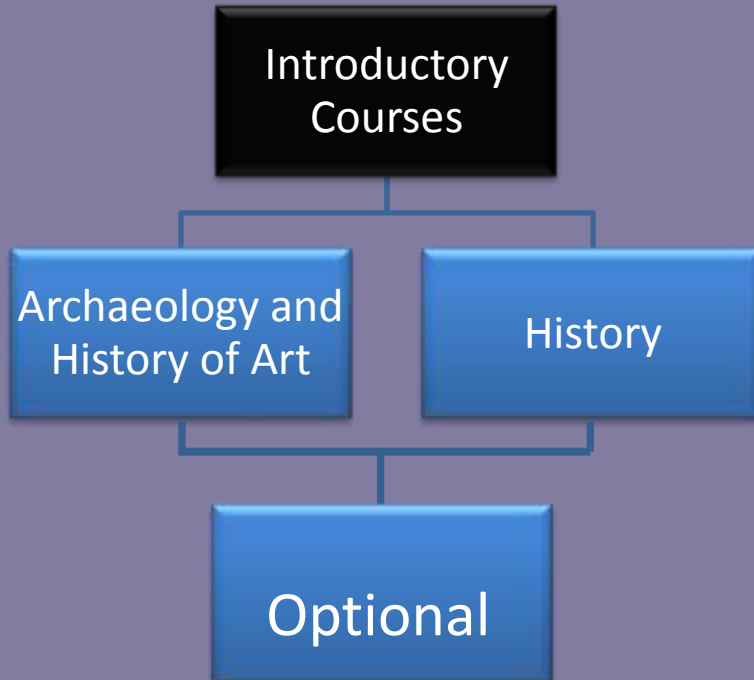 Introductory
Courses
Archaeology and
History of Art
History
Optional